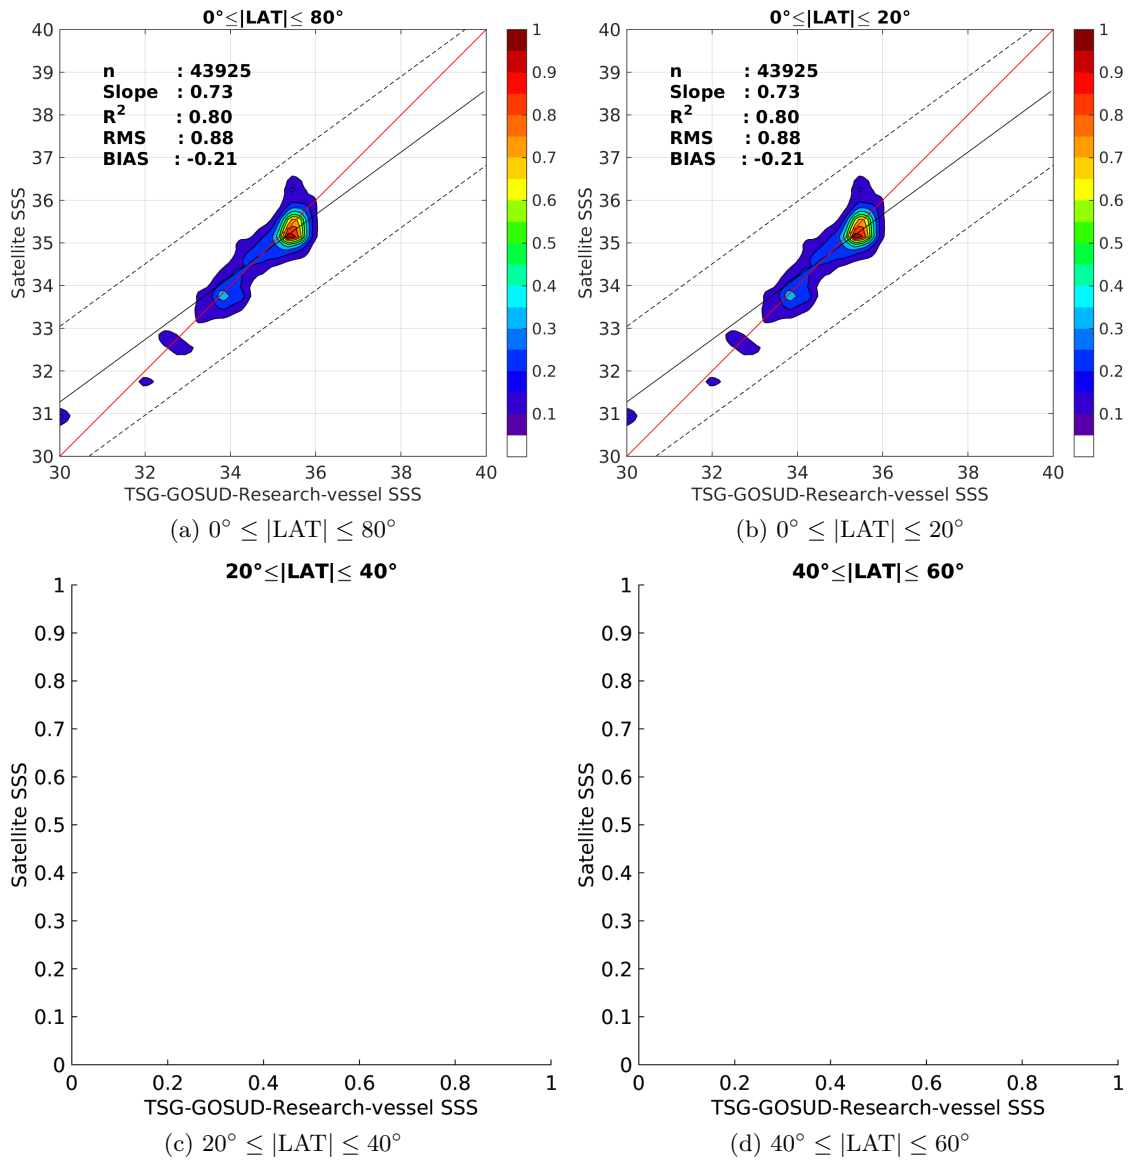 0°≤|LAT|≤ 80°
n : 43925
Slope : 0.73
R² : 0.80
RMS : 0.88
BIAS : -0.21
40
39
38
37
36
35
34
33
32
31
30
Satellite SSS
30 32 34 36 38 40
TSG-GOSUD-Research-vessel SSS
1
0.9
0.8
0.7
0.6
0.5
0.4
0.3
0.2
0.1
(a) 0° ≤ |LAT| ≤ 80°
0°≤|LAT|≤ 20°
n : 43925
Slope : 0.73
R² : 0.80
RMS : 0.88
BIAS : -0.21
40
39
38
37
36
35
34
33
32
31
30
Satellite SSS
30 32 34 36 38 40
TSG-GOSUD-Research-vessel SSS
1
0.9
0.8
0.7
0.6
0.5
0.4
0.3
0.2
0.1
(b) 0° ≤ |LAT| ≤ 20°
20°≤|LAT|≤ 40°
1
0.9
0.8
0.7
0.6
0.5
0.4
0.3
0.2
0.1
0
Satellite SSS
0 0.2 0.4 0.6 0.8 1
TSG-GOSUD-Research-vessel SSS
(c) 20° ≤ |LAT| ≤ 40°
40°≤|LAT|≤ 60°
1
0.9
0.8
0.7
0.6
0.5
0.4
0.3
0.2
0.1
0
Satellite SSS
0 0.2 0.4 0.6 0.8 1
TSG-GOSUD-Research-vessel SSS
(d) 40° ≤ |LAT| ≤ 60°